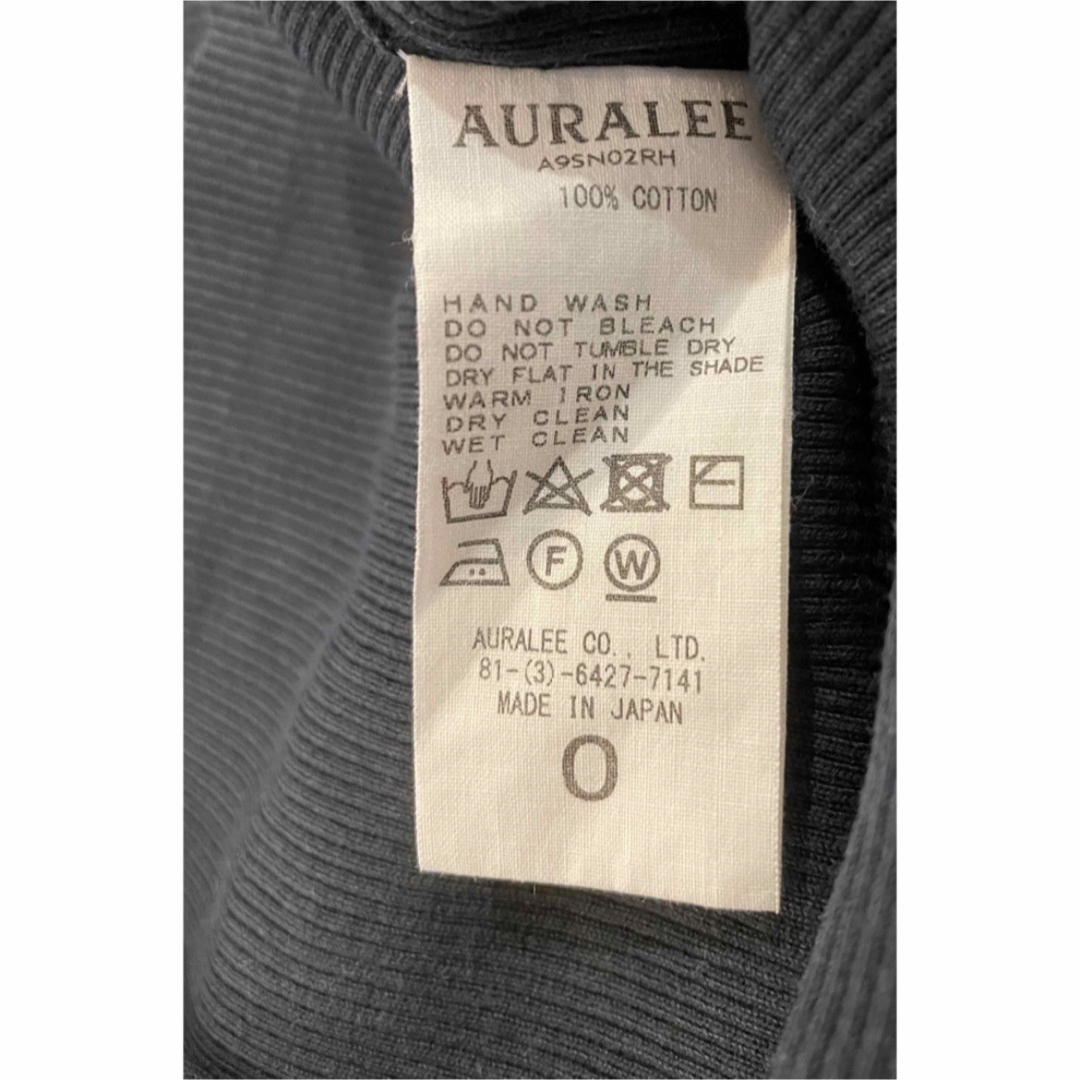 AURALEE
A9SN02RH
100% COTTON
HAND WASH
DO NOT BLEACH
DO NOT TUMBLE DRY
DRY FLAT IN THE SHADE
WARM IRON
DRY CLEAN
WET CLEAN
F W
AURALEE CO., LTD.
81-(3)-6427-7141
MADE IN JAPAN
0